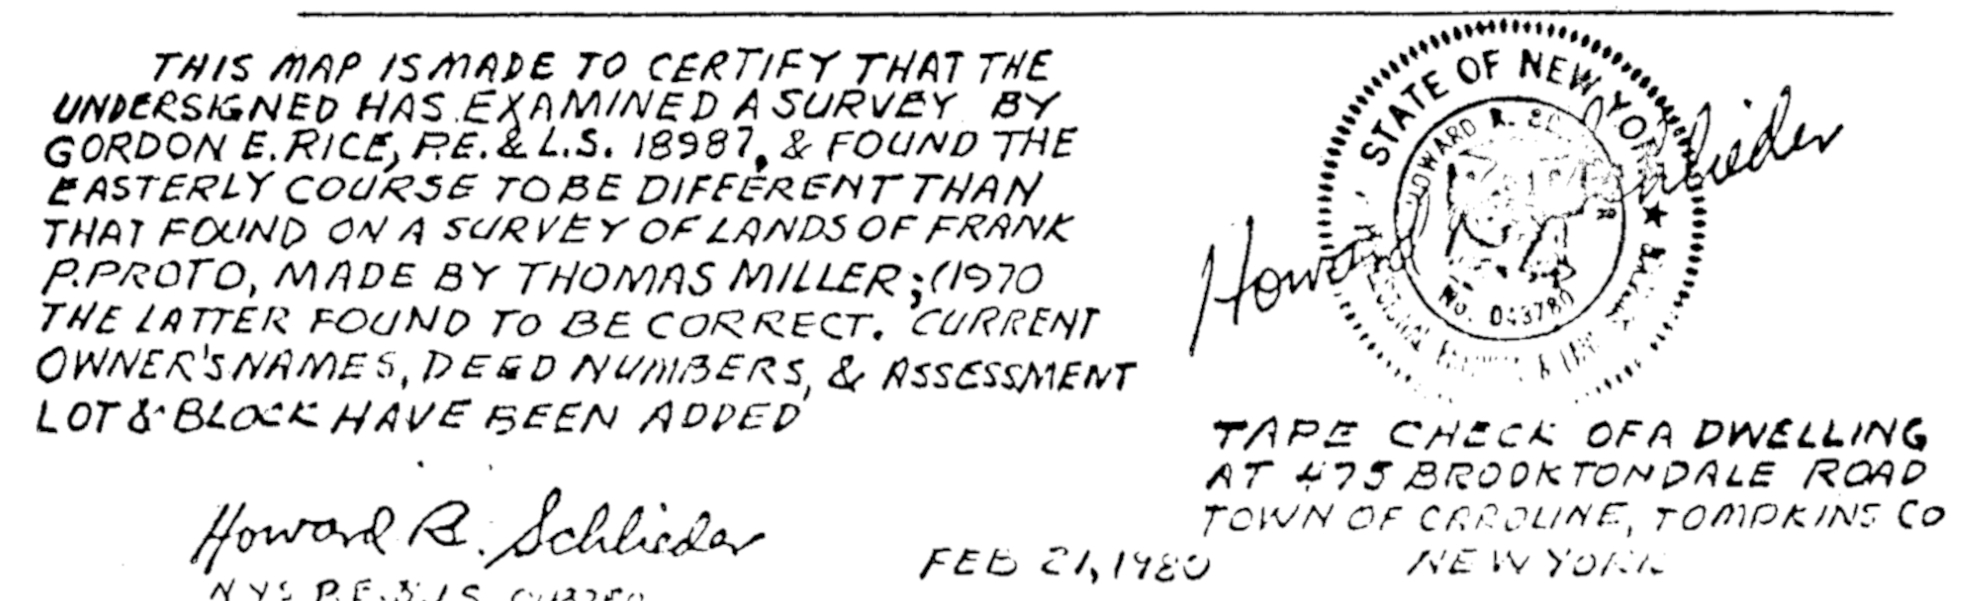 THIS MAP IS MADE TO CERTIFY THAT THE
UNDERSIGNED HAS EXAMINED A SURVEY BY
GORDON E. RICE, P.E. & L.S. 18987, & FOUND THE
EASTERLY COURSE TO BE DIFFERENT THAN
THAT FOUND ON A SURVEY OF LANDS OF FRANK
P. PROTO, MADE BY THOMAS MILLER; (1970
THE LATTER FOUND TO BE CORRECT. CURRENT
OWNER'S NAMES, DEED NUMBERS, & ASSESSMENT
LOT & BLOCK HAVE BEEN ADDED
Howard R. Schlieder
NYS P.E. & L.S. 043780
FEB 21, 1980
STATE OF NEW YORK
HOWARD R.
No. 043780
Howard Schlieder
TAPE CHECK OF A DWELLING
AT 475 BROOKTONDALE ROAD
TOWN OF CAROLINE, TOMPKINS CO
NEW YORK